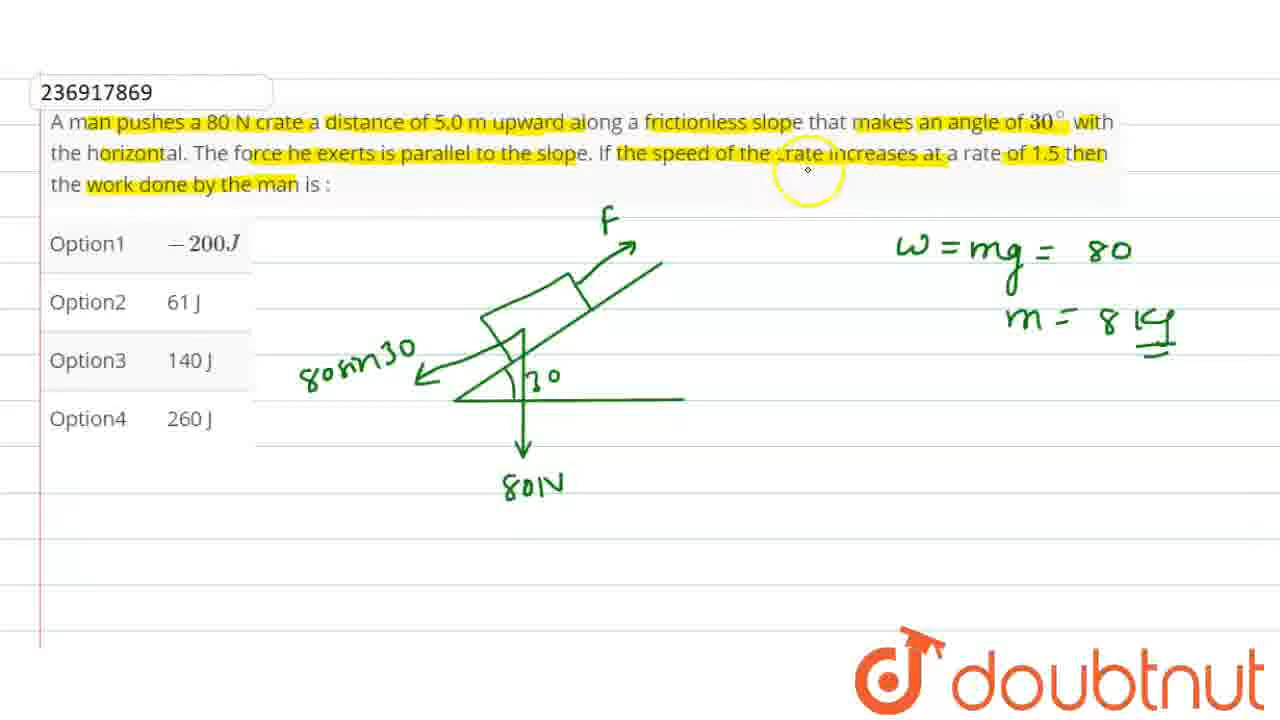 236917869
A man pushes a 80 N crate a distance of 5.0 m upward along a frictionless slope that makes an angle of 30° with
the horizontal. The force he exerts is parallel to the slope. If the speed of the crate increases at a rate of 1.5 then
the work done by the man is :
Option1 −200J
Option2 61 J
Option3 140 J
Option4 260 J
F
80sin30
30
80N
W = mg = 80
m = 8 Kg
doubtnut